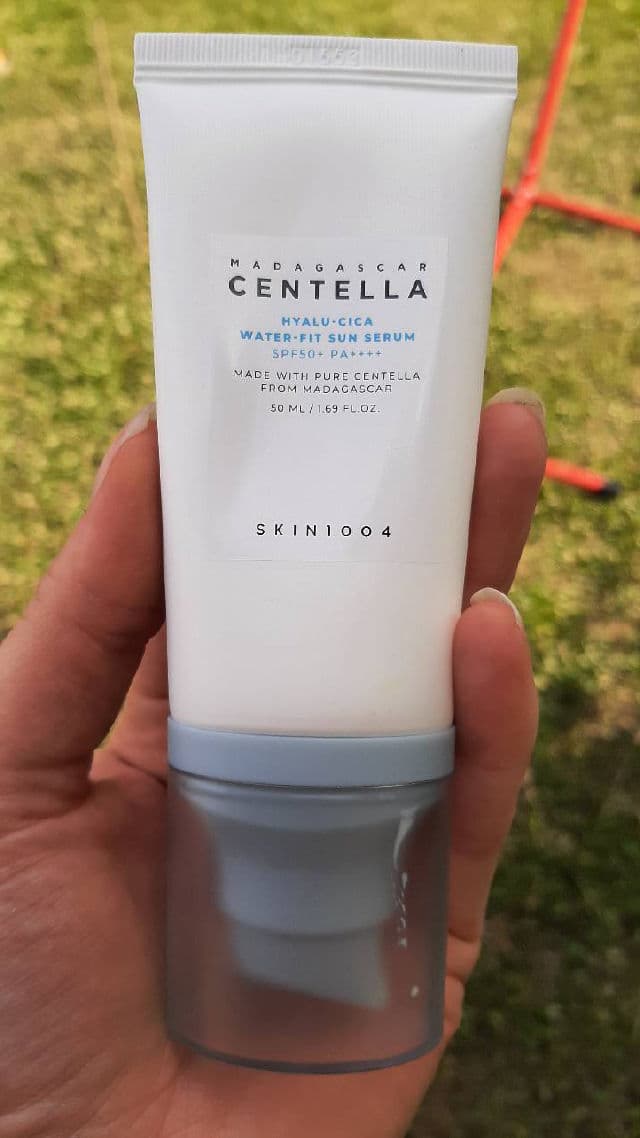 MADAGASCAR
CENTELLA
HYALU-CICA
WATER-FIT SUN SERUM
SPF50+ PA++++
MADE WITH PURE CENTELLA
FROM MADAGASCAR
50 ML / 1.69 FL.OZ.
SKIN1004